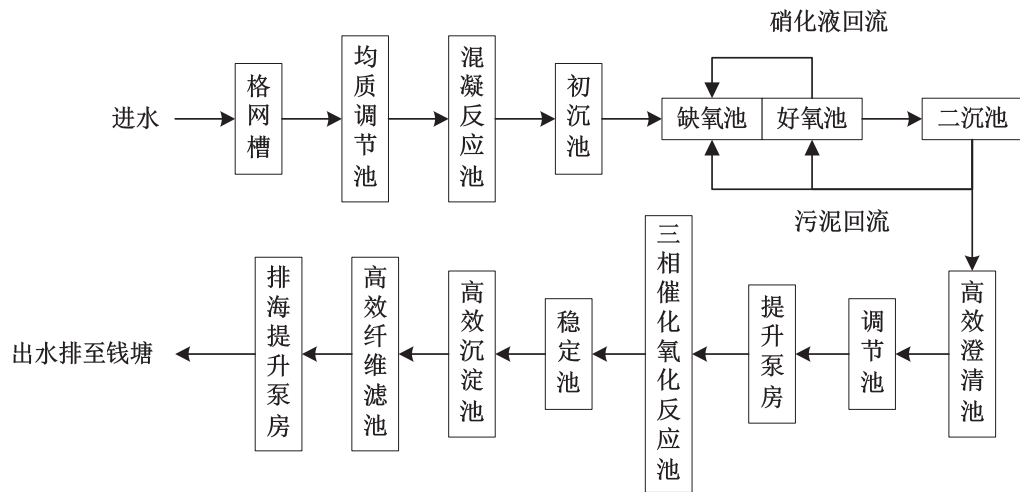 硝化液回流
进水
格网槽
均质调节池
混凝反应池
初沉池
缺氧池
好氧池
二沉池
污泥回流
出水排至钱塘
排海提升泵房
高效纤维滤池
高效沉淀池
稳定池
三相催化氧化反应池
提升泵房
调节池
高效澄清池